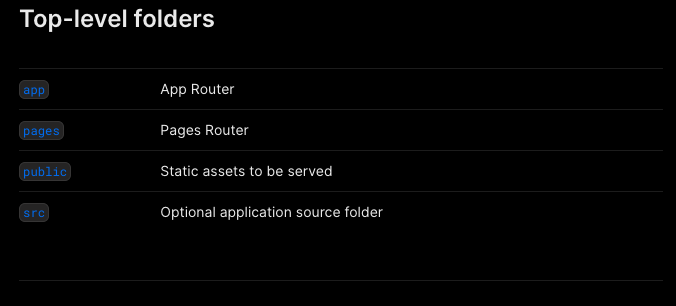 Top-level folders
app App Router
pages Pages Router
public Static assets to be served
src Optional application source folder